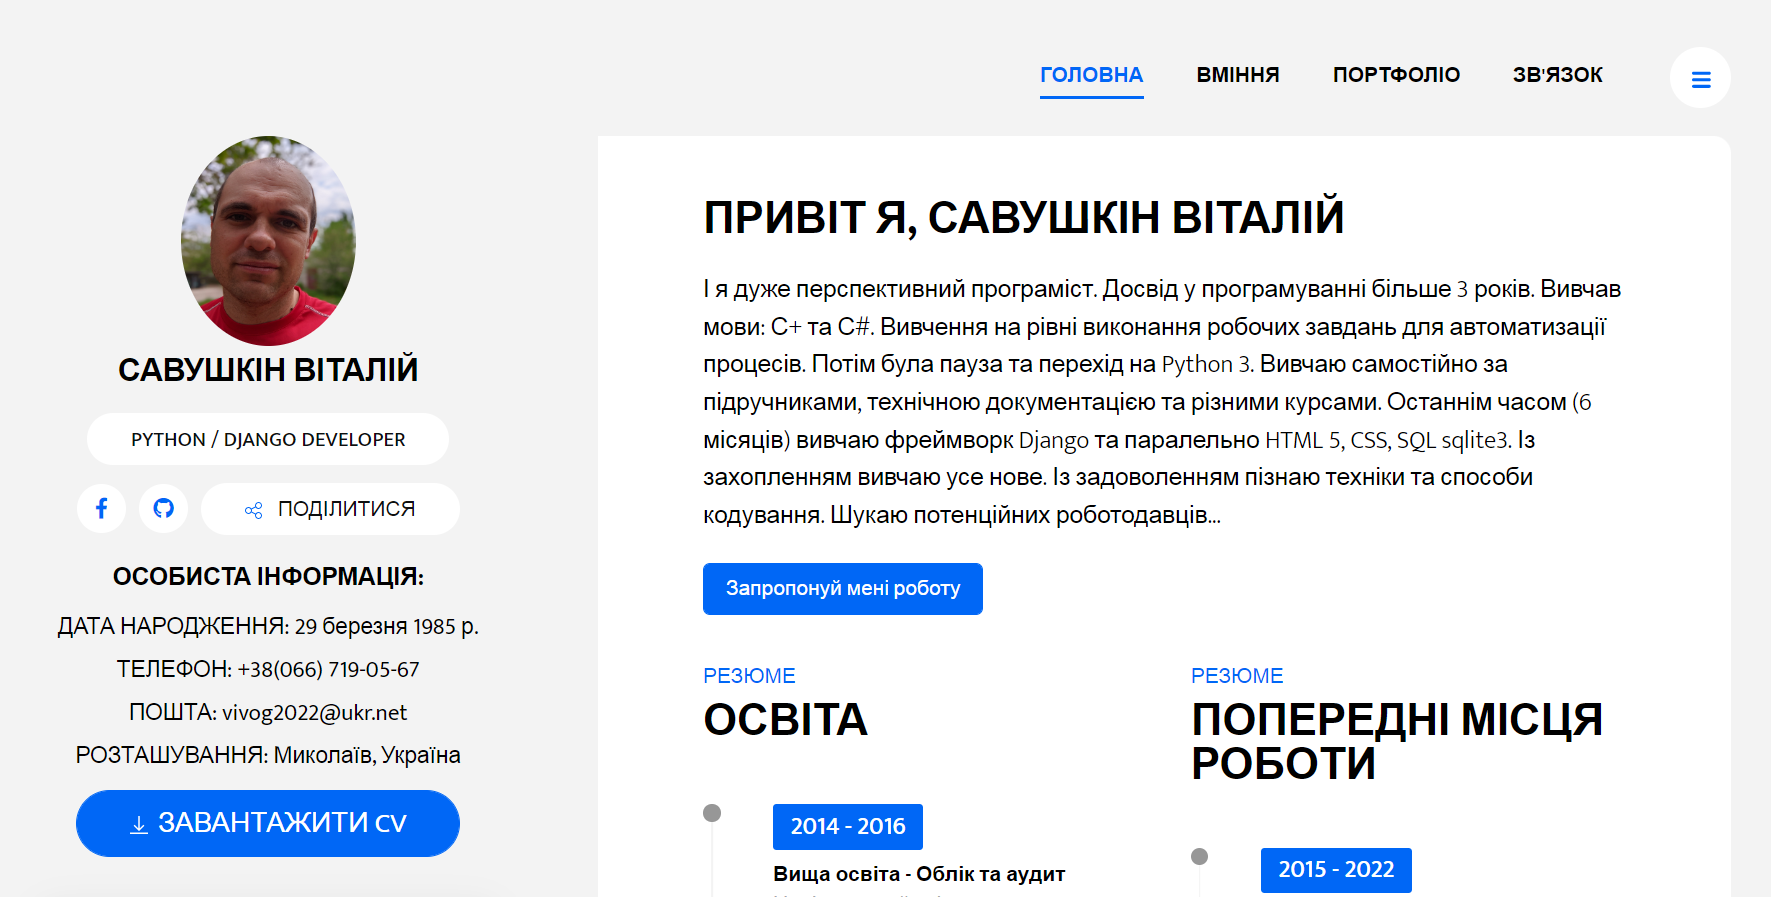 ГОЛОВНА
ВМІННЯ
ПОРТФОЛІО
ЗВ'ЯЗОК
САВУШКІН ВІТАЛІЙ
PYTHON / DJANGO DEVELOPER
ПОДІЛИТИСЯ
ОСОБИСТА ІНФОРМАЦІЯ:
ДАТА НАРОДЖЕННЯ: 29 березня 1985 р.
ТЕЛЕФОН: +38(066) 719-05-67
ПОШТА: vivog2022@ukr.net
РОЗТАШУВАННЯ: Миколаїв, Україна
ЗАВАНТАЖИТИ CV
ПРИВІТ Я, САВУШКІН ВІТАЛІЙ
І я дуже перспективний програміст. Досвід у програмуванні більше 3 років. Вивчав
мови: С+ та С#. Вивчення на рівні виконання робочих завдань для автоматизації
процесів. Потім була пауза та перехід на Python 3. Вивчаю самостійно за
підручниками, технічною документацією та різними курсами. Останнім часом (6
місяців) вивчаю фреймворк Django та паралельно HTML 5, CSS, SQL sqlite3. Із
захопленням вивчаю усе нове. Із задоволенням пізнаю техніки та способи
кодування. Шукаю потенційних роботодавців...
Запропонуй мені роботу
РЕЗЮМЕ
ОСВІТА
2014 - 2016
Вища освіта - Облік та аудит
РЕЗЮМЕ
ПОПЕРЕДНІ МІСЦЯ
РОБОТИ
2015 - 2022